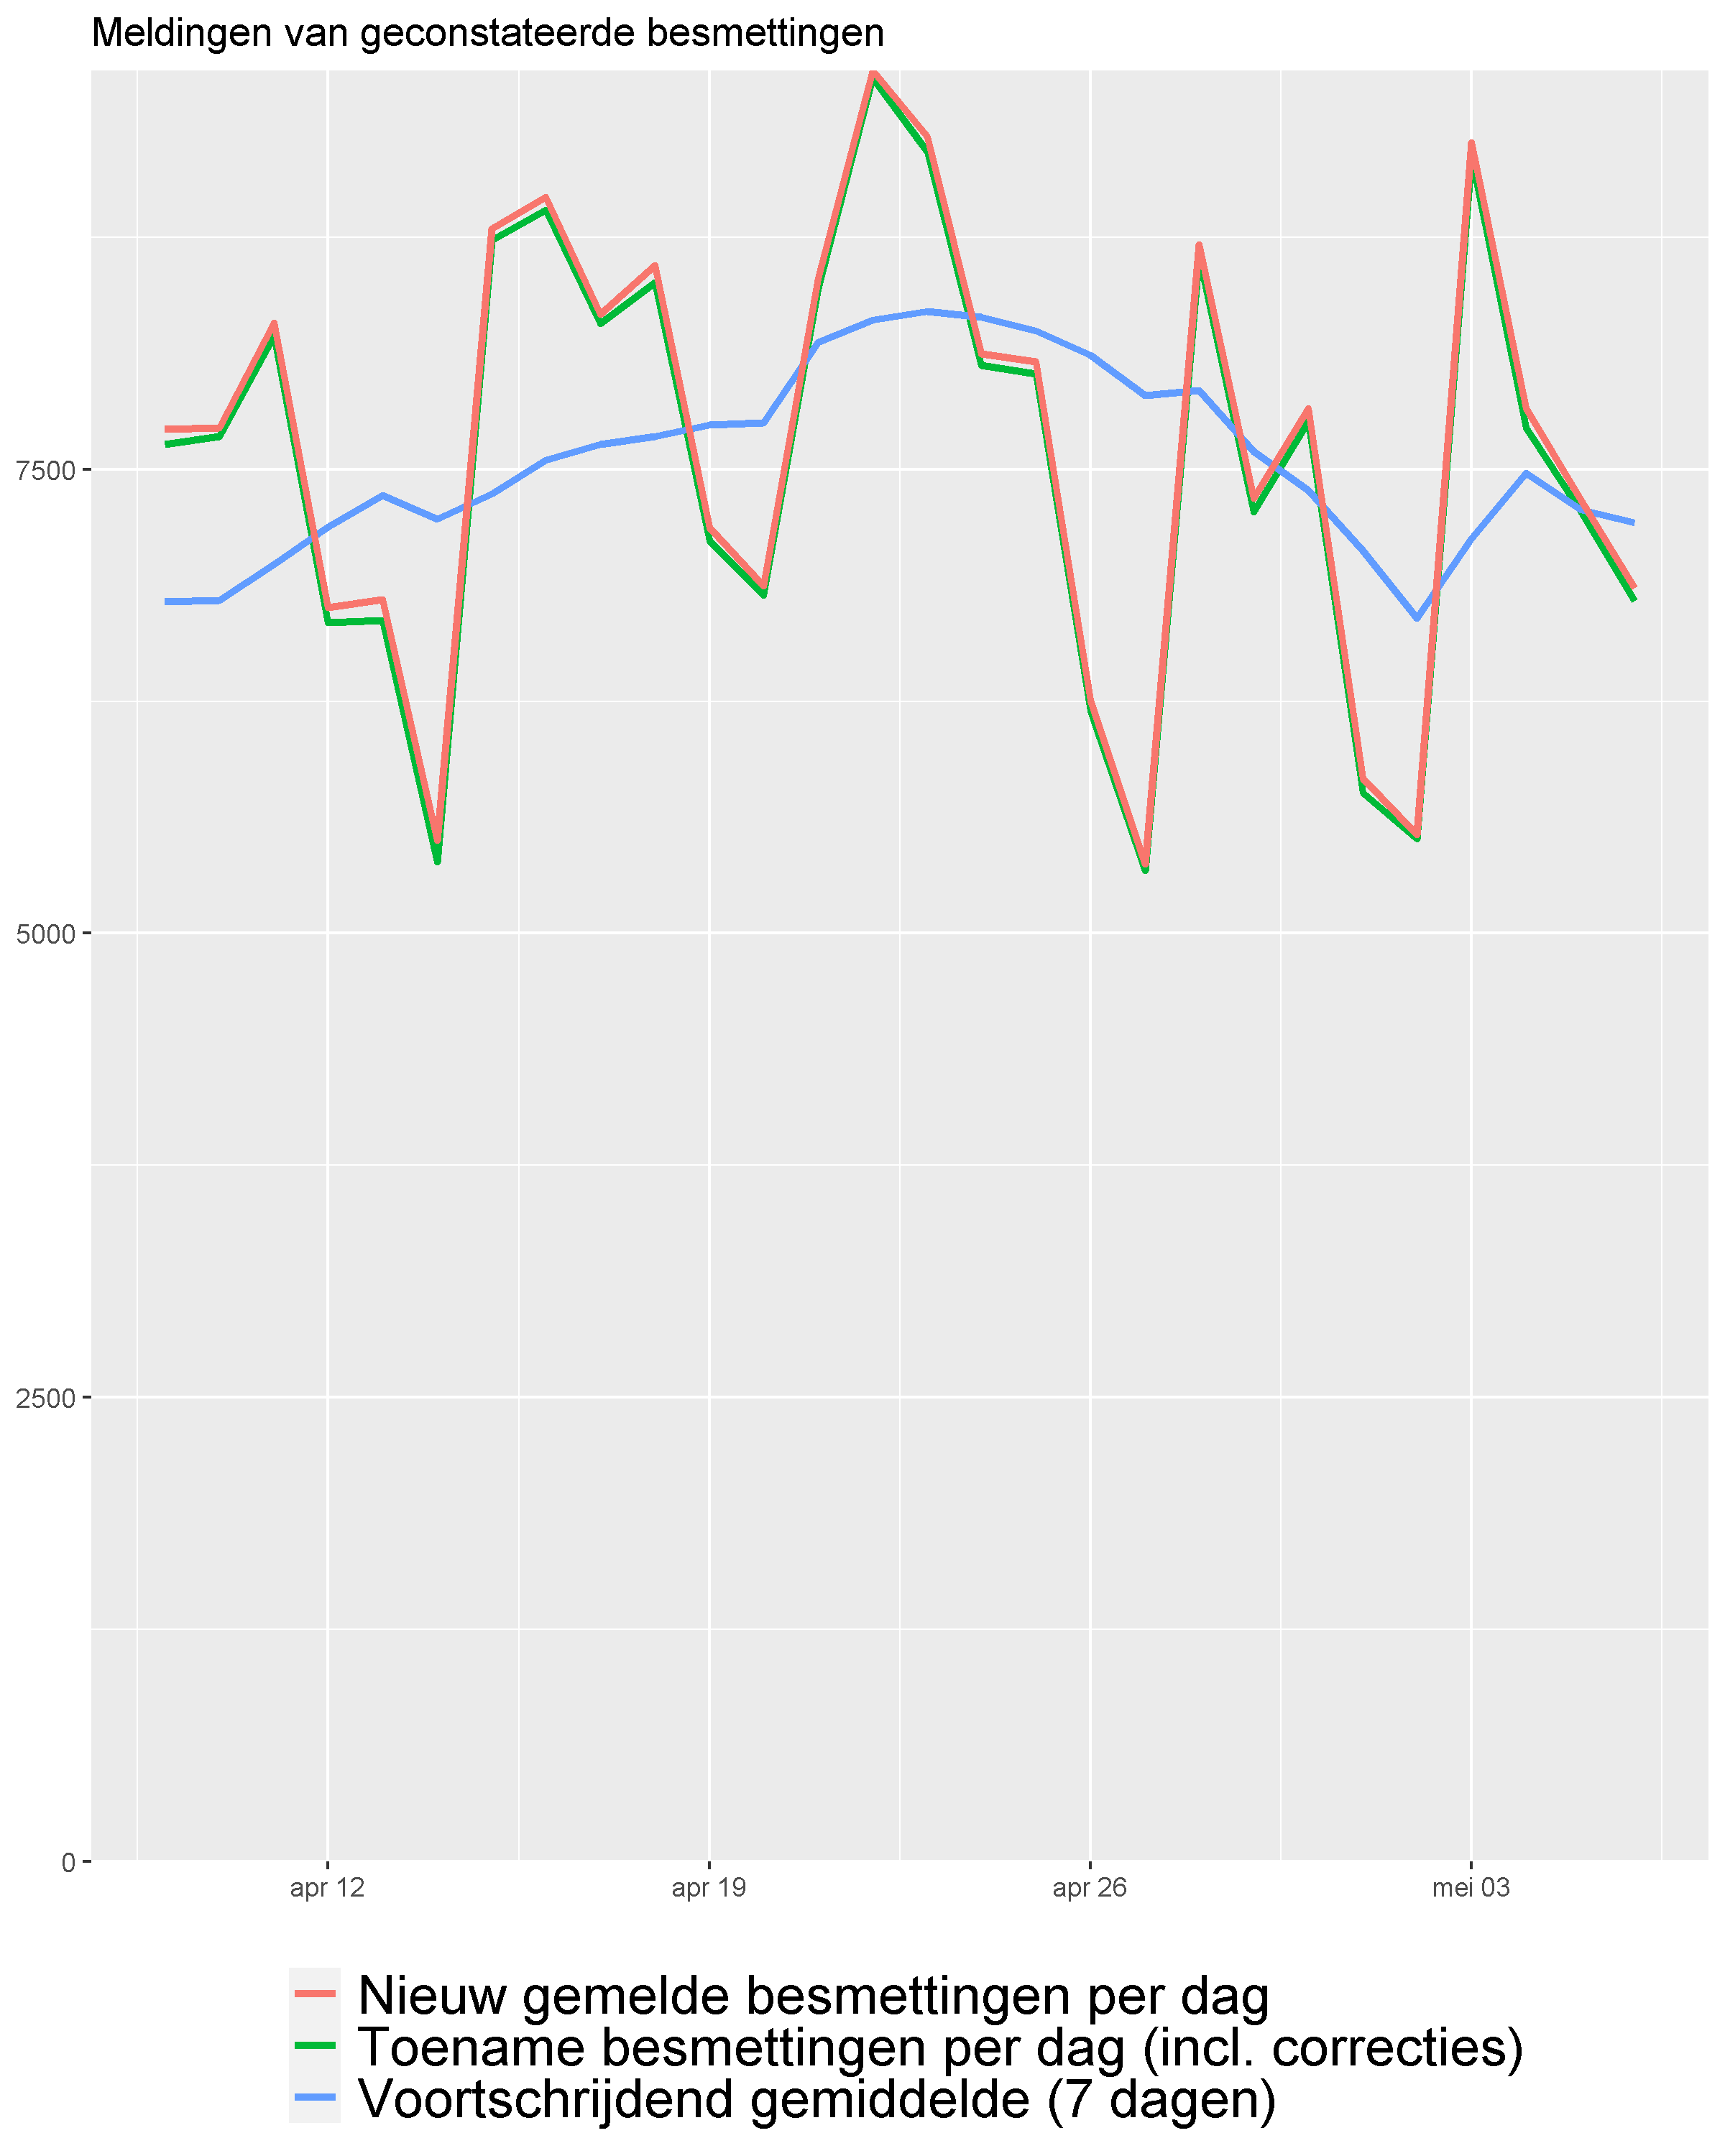 Meldingen van geconstateerde besmettingen
7500
5000
2500
0
apr 12 apr 19 apr 26 mei 03
Nieuw gemelde besmettingen per dag
Toename besmettingen per dag (incl. correcties)
Voortschrijdend gemiddelde (7 dagen)